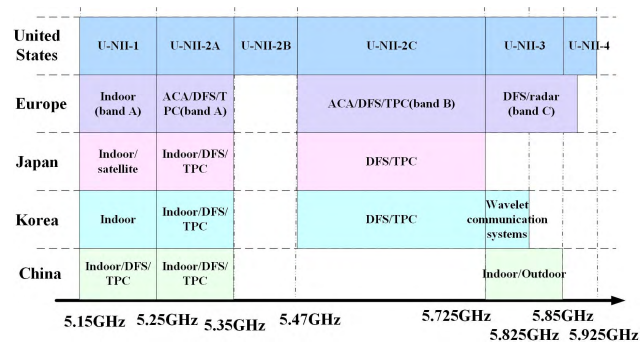 United
States
U-NII-1
U-NII-2A
U-NII-2B
U-NII-2C
U-NII-3
U-NII-4
Europe
Indoor
(band A)
ACA/DFS/T
PC(band A)
ACA/DFS/TPC(band B)
DFS/radar
(band C)
Japan
Indoor/
satellite
Indoor/DFS/
TPC
DFS/TPC
Korea
Indoor
Indoor/DFS/
TPC
DFS/TPC
Wavelet
communication
systems
China
Indoor/DFS/
TPC
Indoor/DFS/
TPC
Indoor/Outdoor
5.15GHz
5.25GHz
5.35GHz
5.47GHz
5.725GHz
5.825GHz
5.85GHz
5.925GHz